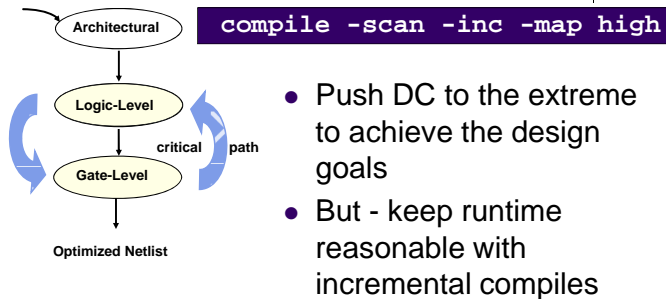 compile -scan -inc -map high
Architectural
Logic-Level
critical path
Gate-Level
Optimized Netlist
• Push DC to the extreme
to achieve the design
goals
• But - keep runtime
reasonable with
incremental compiles